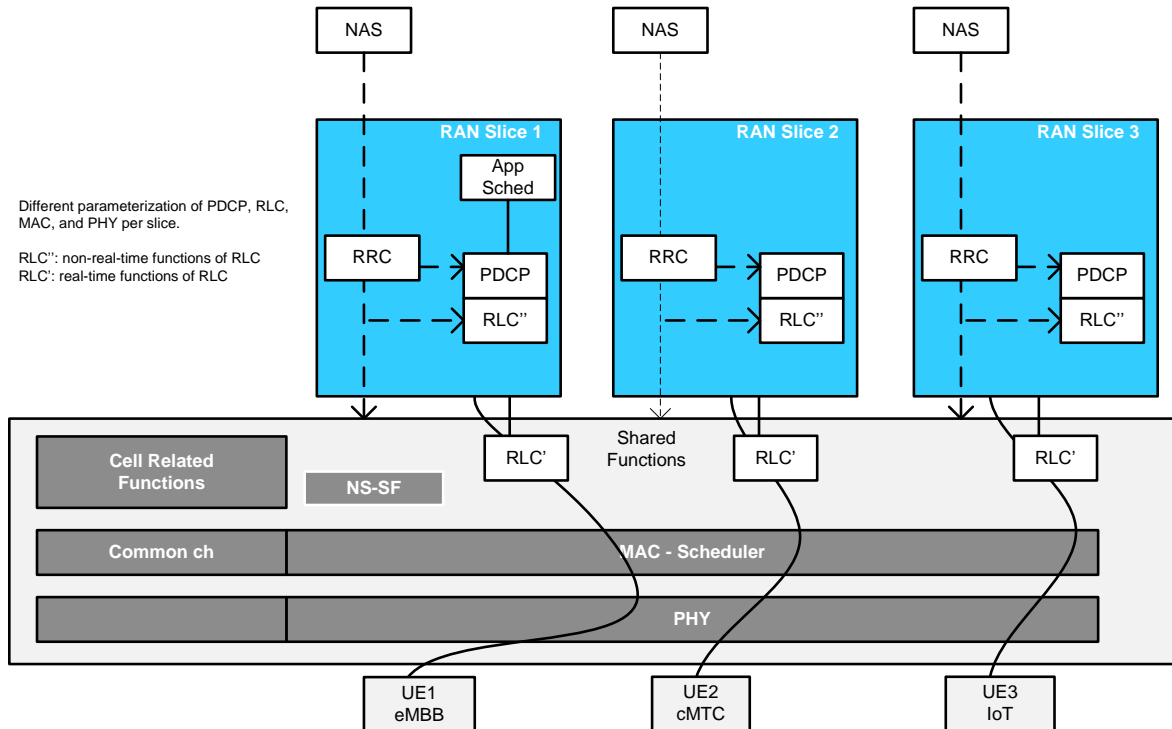 NAS
NAS
NAS
RAN Slice 1
RAN Slice 2
RAN Slice 3
App
Sched
Different parameterization of PDCP, RLC,
MAC, and PHY per slice.
RLC'': non-real-time functions of RLC
RLC': real-time functions of RLC
RRC
PDCP
RLC''
RRC
PDCP
RLC''
RRC
PDCP
RLC''
Shared
Functions
RLC'
RLC'
RLC'
Cell Related
Functions
NS-SF
Common ch
MAC - Scheduler
PHY
UE1
eMBB
UE2
cMTC
UE3
IoT